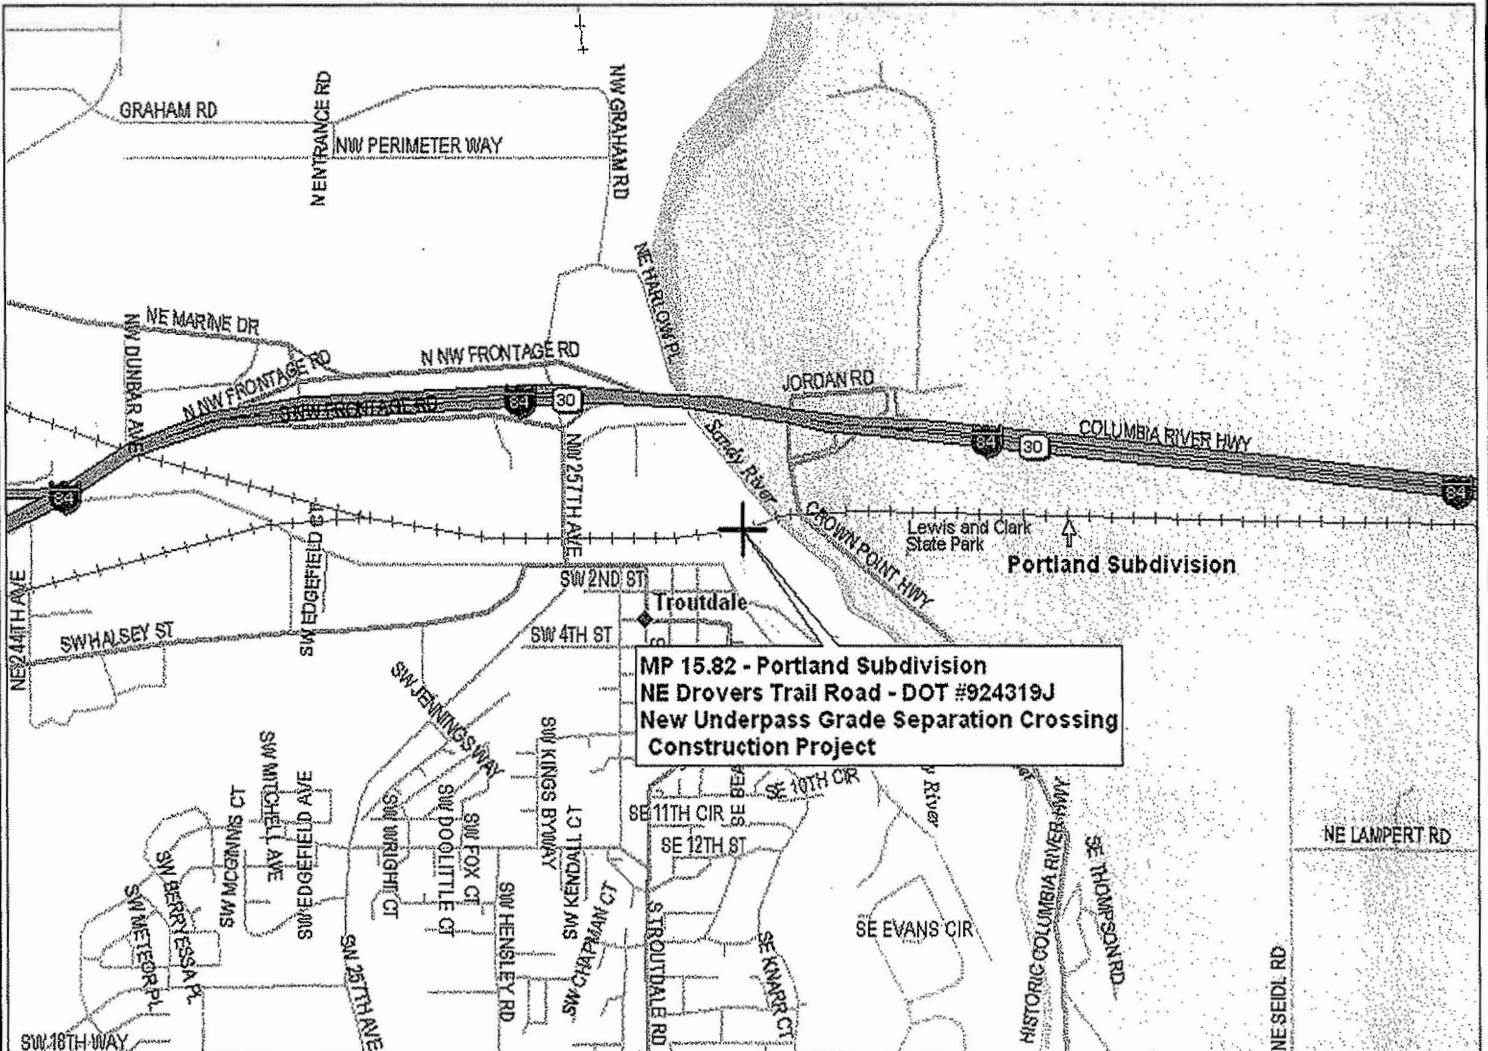 GRAHAM RD
N ENTRANCE RD
NW PERIMETER WAY
NW GRAHAM RD
NE HARLOW PL
NE MARINE DR
NW DUNBAR AVE
N NW FRONTAGE RD
N NW FRONTAGE RD
S NW FRONTAGE RD
84
30
JORDAN RD
84
30
COLUMBIA RIVER HWY
84
84
Sandy River
NW 257TH AVE
CROWN POINT HWY
Lewis and Clark
State Park
Portland Subdivision
NE 244TH AVE
SW EDGEFIELD ST
SW HALSEY ST
SW 2ND ST
Troutdale
SW 4TH ST
MP 15.82 - Portland Subdivision
NE Drovers Trail Road - DOT #924319J
New Underpass Grade Separation Crossing
Construction Project
SW JENNINGS WAY
SW KINGS BYWAY
SW MITCHELL AVE
SW MCGINNIS CT
SW EDGEFIELD AVE
SW WRIGHT CT
SW DOOLITTLE CT
SW FOX CT
SW KENDALL CT
SE 10TH CIR
SE BEA
SE 11TH CIR
SE 12TH ST
River
NE LAMPERT RD
SW BERRYESSA PL
SW METEOR PL
SW 257TH AVE
SW HENSLEY RD
SW CHAPMAN CT
S TROUTDALE RD
SE KNARR CT
SE EVANS CIR
HISTORIC COLUMBIA RIVER HWY
SE THOMPSON RD
NE SEIDL RD
SW 18TH WAY